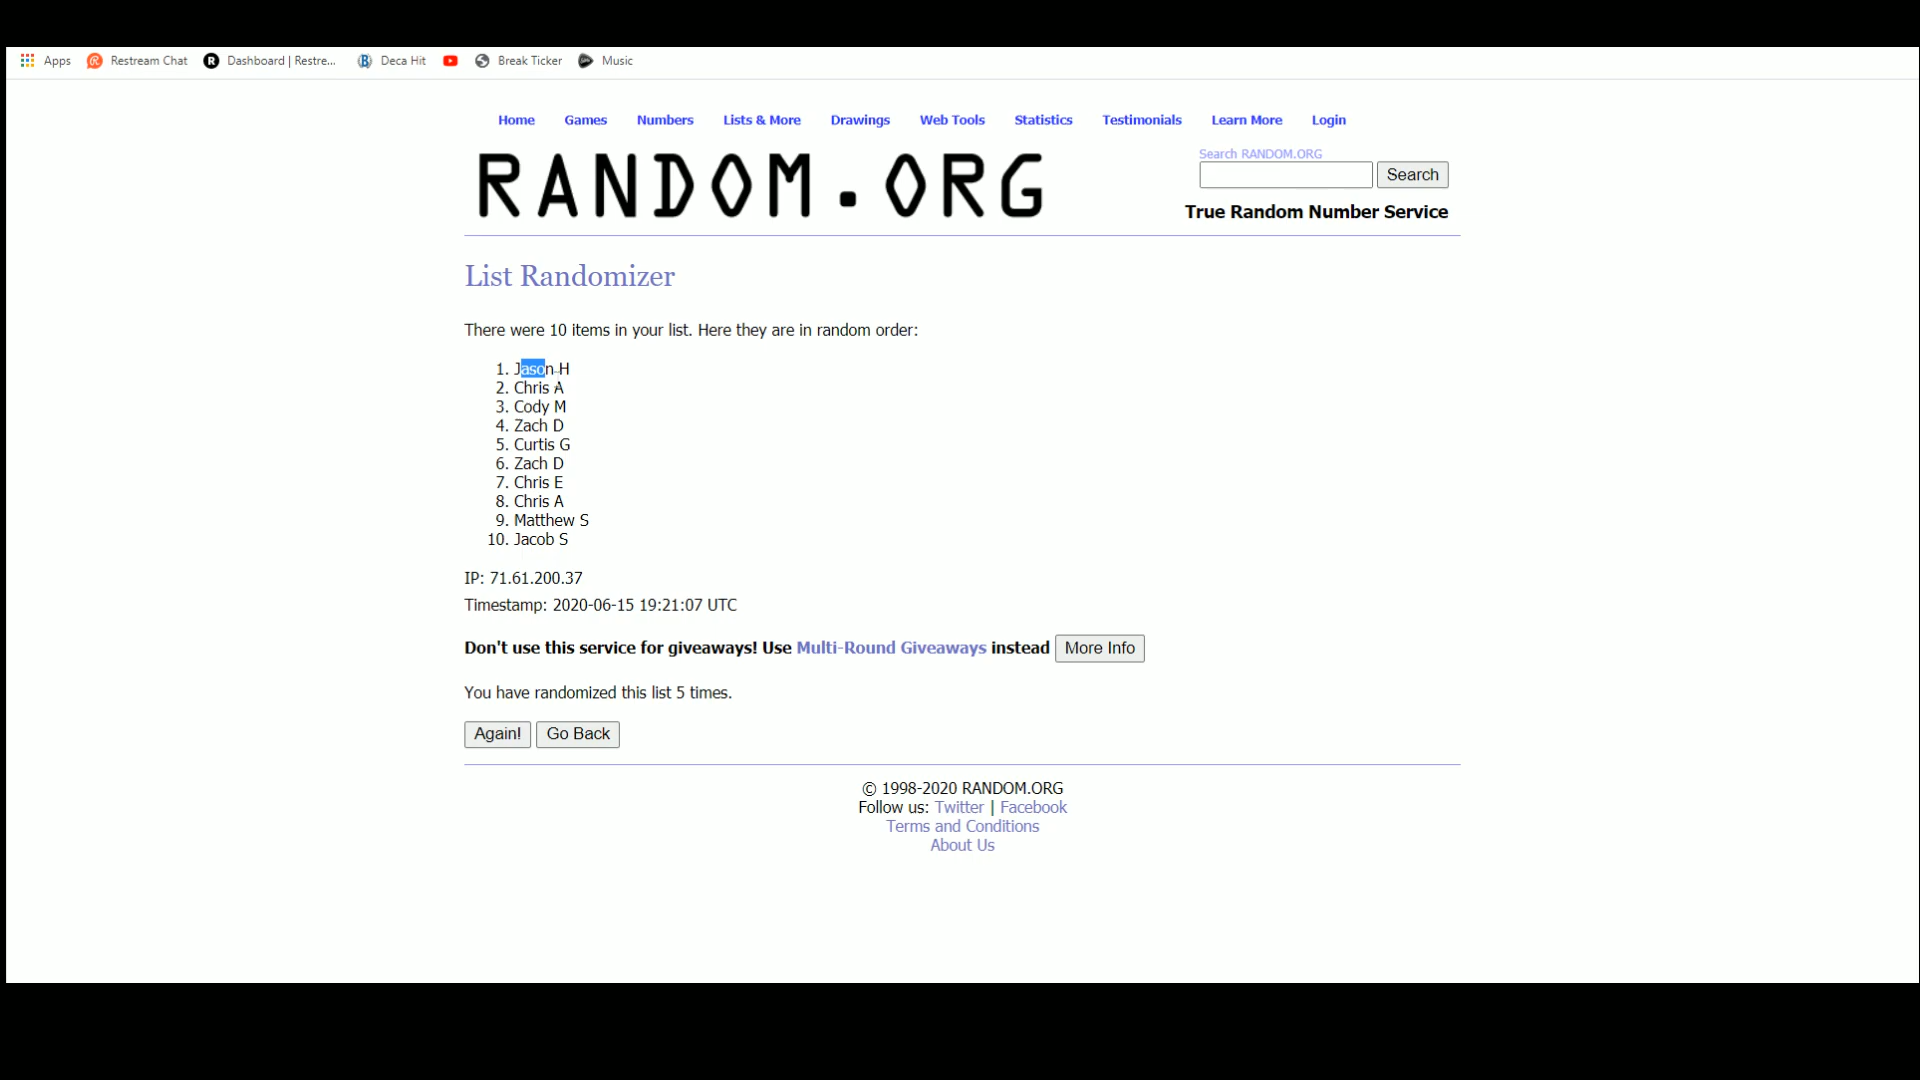 Apps Restream Chat Dashboard | Restre... Deca Hit Break Ticker Music
Home Games Numbers Lists & More Drawings Web Tools Statistics Testimonials Learn More Login
RANDOM.ORG
Search RANDOM.ORG
Search
True Random Number Service
List Randomizer
There were 10 items in your list. Here they are in random order:
1. Jason H
2. Chris A
3. Cody M
4. Zach D
5. Curtis G
6. Zach D
7. Chris E
8. Chris A
9. Matthew S
10. Jacob S
IP: 71.61.200.37
Timestamp: 2020-06-15 19:21:07 UTC
Don't use this service for giveaways! Use Multi-Round Giveaways instead More Info
You have randomized this list 5 times.
Again! Go Back
© 1998-2020 RANDOM.ORG
Follow us: Twitter | Facebook
Terms and Conditions
About Us